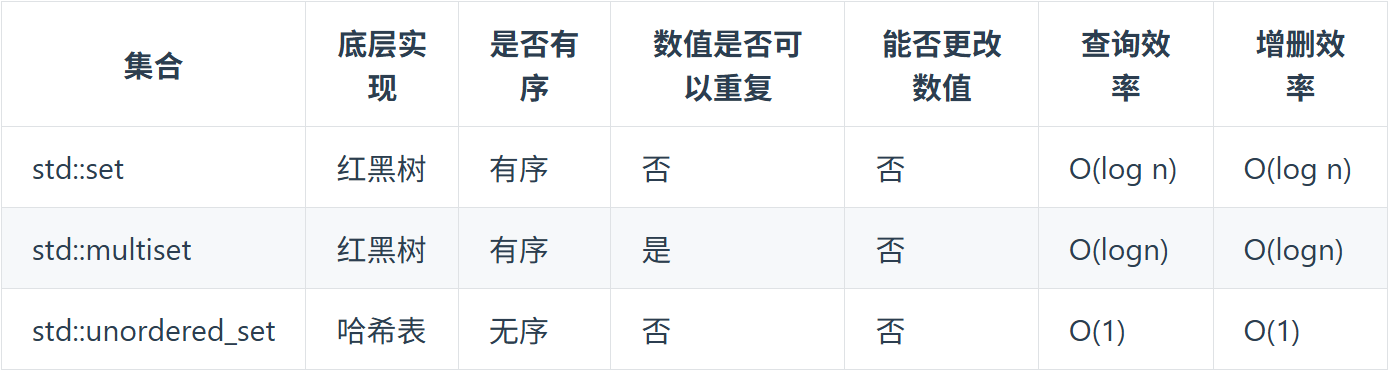 集合 底层实现 是否有序 数值是否可以重复 能否更改数值 查询效率 增删效率
std::set 红黑树 有序 否 否 O(log n) O(log n)
std::multiset 红黑树 有序 是 否 O(logn) O(logn)
std::unordered_set 哈希表 无序 否 否 O(1) O(1)